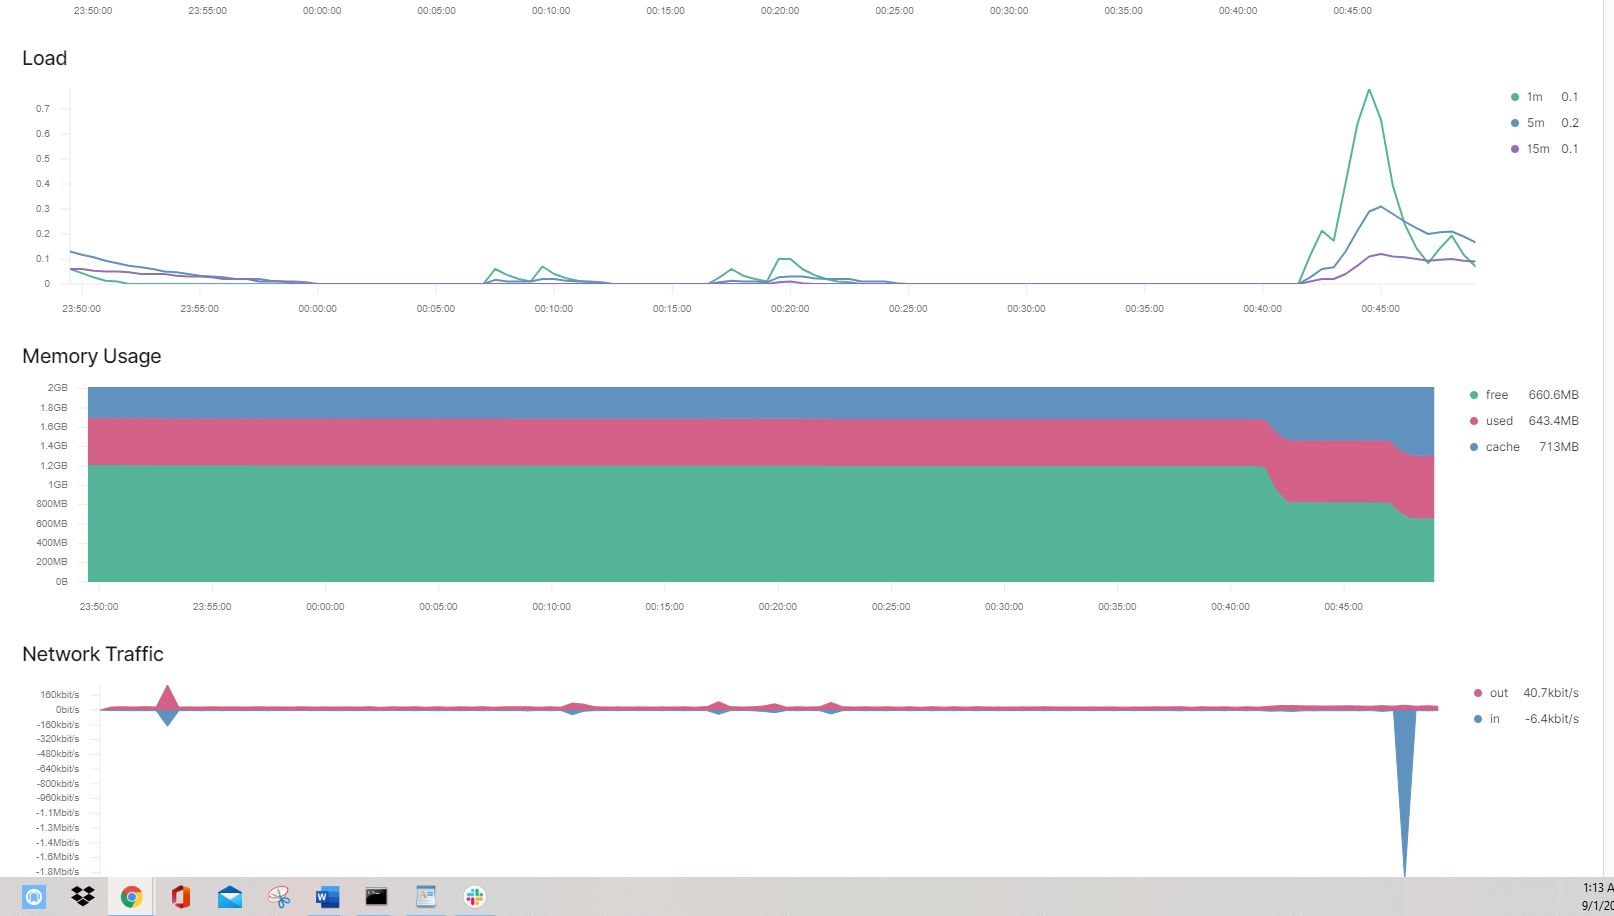 23:50:00 23:55:00 00:00:00 00:05:00 00:10:00 00:15:00 00:20:00 00:25:00 00:30:00 00:35:00 00:40:00 00:45:00
Load
0.7
0.6
0.5
0.4
0.3
0.2
0.1
0
1m 0.1
5m 0.2
15m 0.1
23:50:00 23:55:00 00:00:00 00:05:00 00:10:00 00:15:00 00:20:00 00:25:00 00:30:00 00:35:00 00:40:00 00:45:00
Memory Usage
2GB
1.8GB
1.6GB
1.4GB
1.2GB
1GB
800MB
600MB
400MB
200MB
0B
free 660.6MB
used 643.4MB
cache 713MB
23:50:00 23:55:00 00:00:00 00:05:00 00:10:00 00:15:00 00:20:00 00:25:00 00:30:00 00:35:00 00:40:00 00:45:00
Network Traffic
160kbit/s
0bit/s
-160kbit/s
-320kbit/s
-480kbit/s
-640kbit/s
-800kbit/s
-960kbit/s
-1.1Mbit/s
-1.3Mbit/s
-1.4Mbit/s
-1.6Mbit/s
-1.8Mbit/s
out 40.7kbit/s
in -6.4kbit/s
W
1:13 A
9/1/20